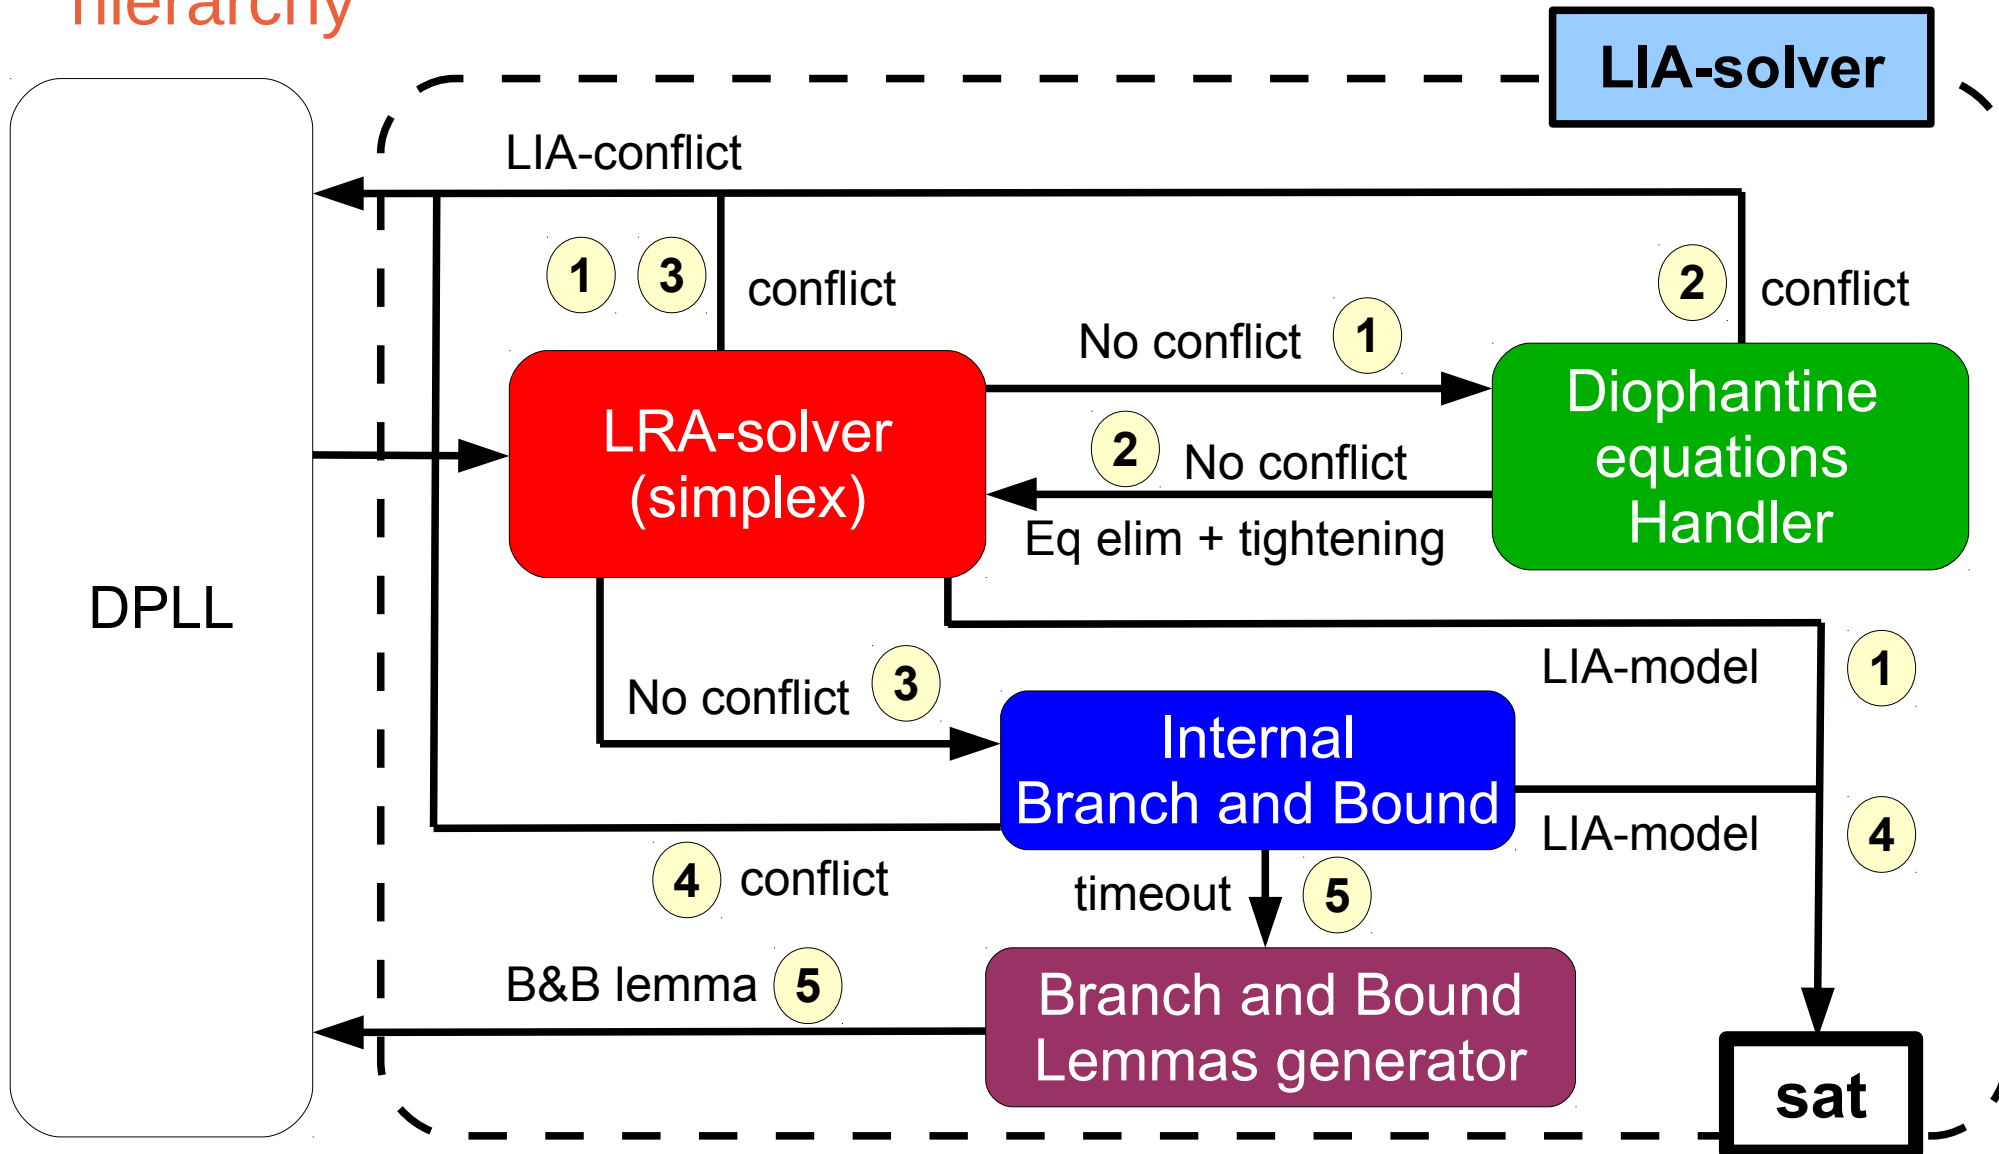 hierarchy
LIA-solver
LIA-conflict
1
3
conflict
2
conflict
No conflict
1
LRA-solver
(simplex)
2
No conflict
Eq elim + tightening
Diophantine
equations
Handler
DPLL
No conflict
3
LIA-model
1
Internal
Branch and Bound
LIA-model
4
4
conflict
timeout
5
B&B lemma
5
Branch and Bound
Lemmas generator
sat